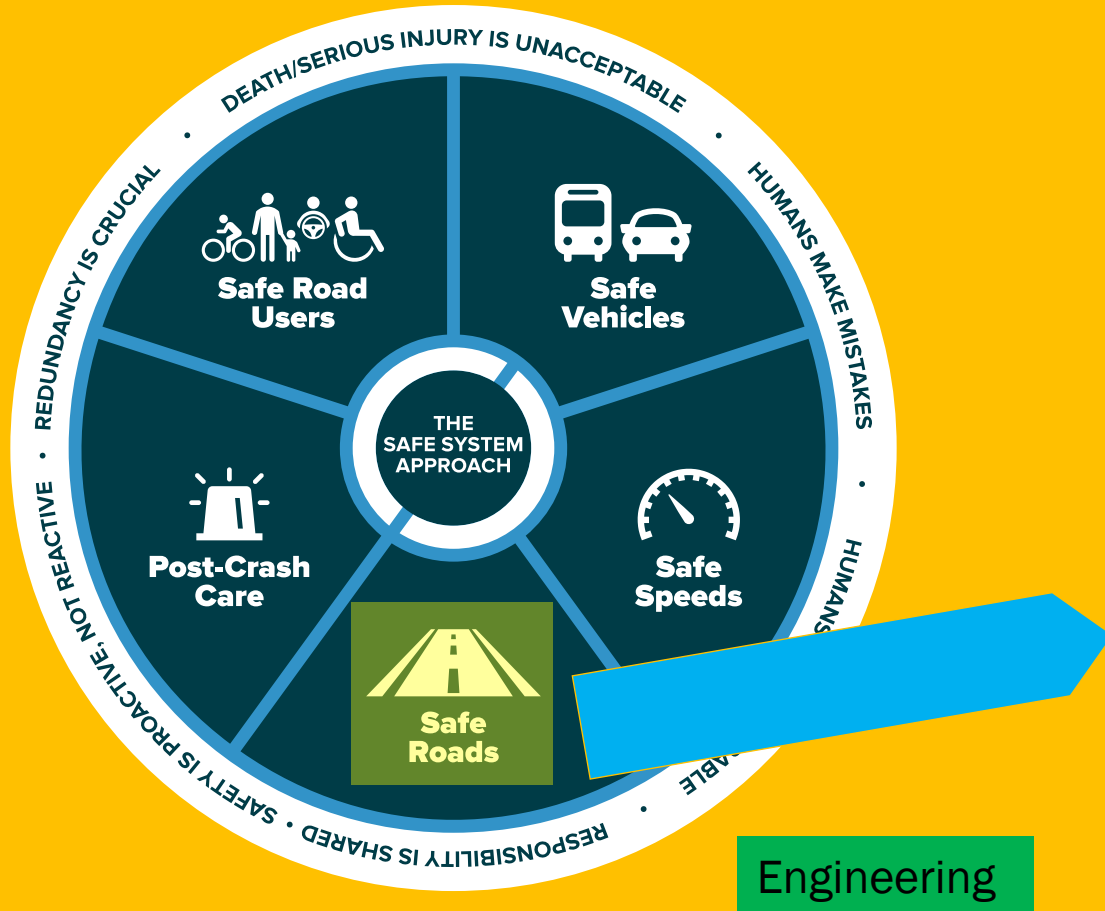 DEATH/SERIOUS INJURY IS UNACCEPTABLE
HUMANS MAKE MISTAKES
HUMANS
RESPONSIBILITY IS SHARED
SAFETY IS PROACTIVE, NOT REACTIVE
REDUNDANCY IS CRUCIAL
Safe Road
Users
Safe
Vehicles
THE
SAFE SYSTEM
APPROACH
Post-Crash
Care
Safe
Speeds
Safe
Roads
Engineering